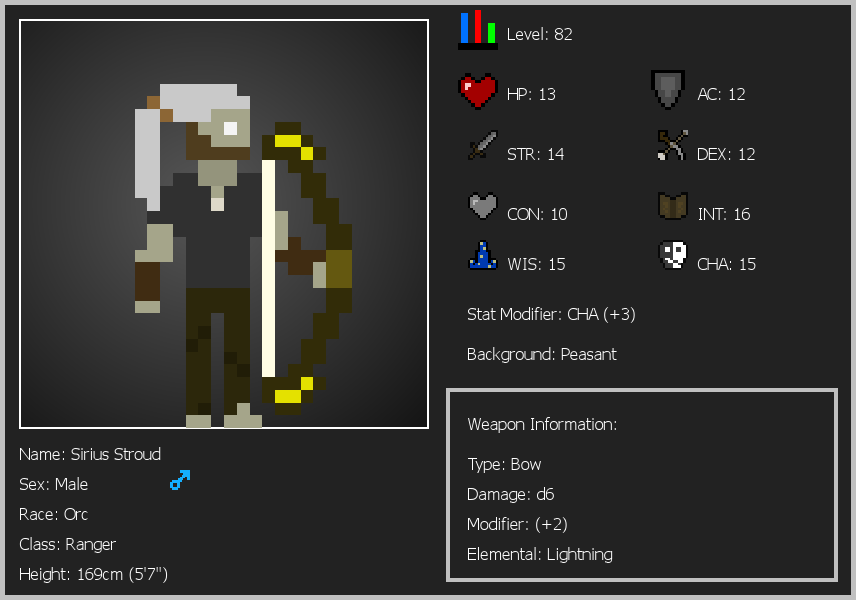 Level: 82
HP: 13
AC: 12
STR: 14
DEX: 12
CON: 10
INT: 16
WIS: 15
CHA: 15
Stat Modifier: CHA (+3)
Background: Peasant
Weapon Information:
Type: Bow
Damage: d6
Modifier: (+2)
Elemental: Lightning
Name: Sirius Stroud
Sex: Male
Race: Orc
Class: Ranger
Height: 169cm (5'7")